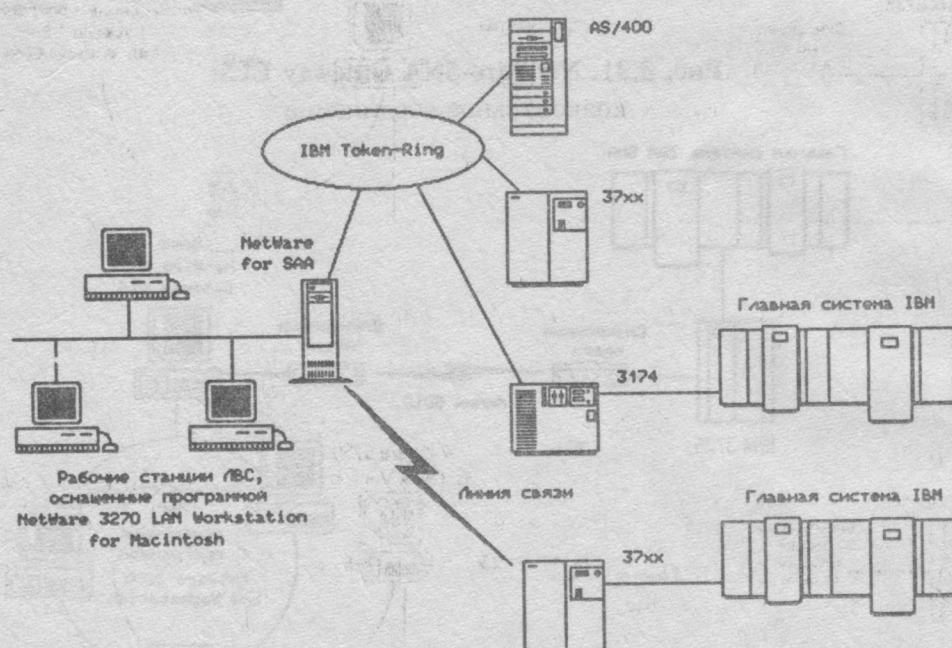 AS/400
IBM Token-Ring
37xx
NetWare
for SAA
Главная система IBM
3174
Рабочие станции ЛВС,
оснащенные программой
NetWare 3270 LAN Workstation
for Macintosh
Линия связи
Главная система IBM
37xx